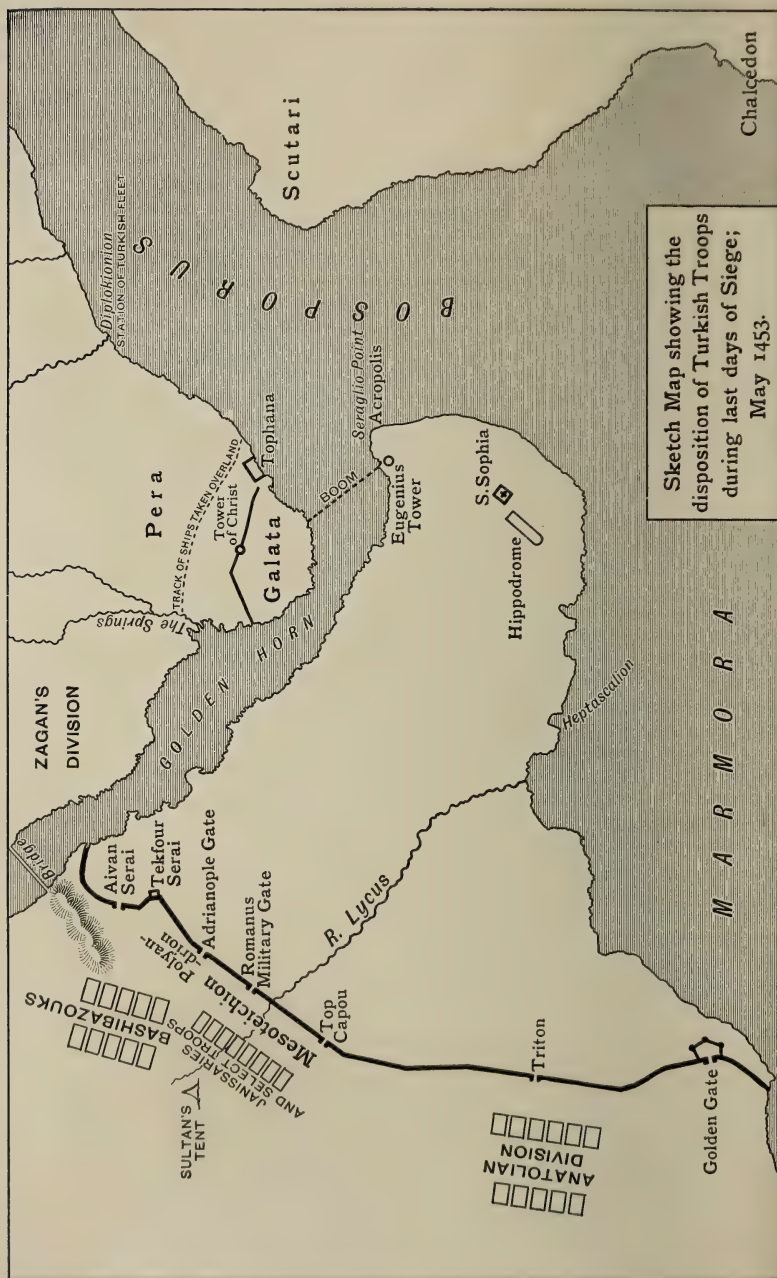 Diplokionion
STATION OF TURKISH FLEET
BOSPORUS
Scutari
Chalcedon
Pera
TRACK OF SHIPS TAKEN OVERLAND
Tower
of Christ
Tophana
Galata
The Springs
ZAGAN'S
DIVISION
GOLDEN HORN
BOOM
Seraglio Point
Acropolis
Eugenius
Tower
S. Sophia
Hippodrome
Bridge
Aivan
Serai
Tekfour
Serai
Adrianople Gate
Polyan-
-drion
Romanus
Military Gate
Mesoteichion
R. Lycus
Top
Capou
BASHIBAZOUKS
JANISSARIES
AND SELECT TROOPS
SULTAN'S
TENT
Triton
ANATOLIAN
DIVISION
Golden Gate
Heptascalion
MARMORA
Sketch Map showing the
disposition of Turkish Troops
during last days of Siege;
May 1453.